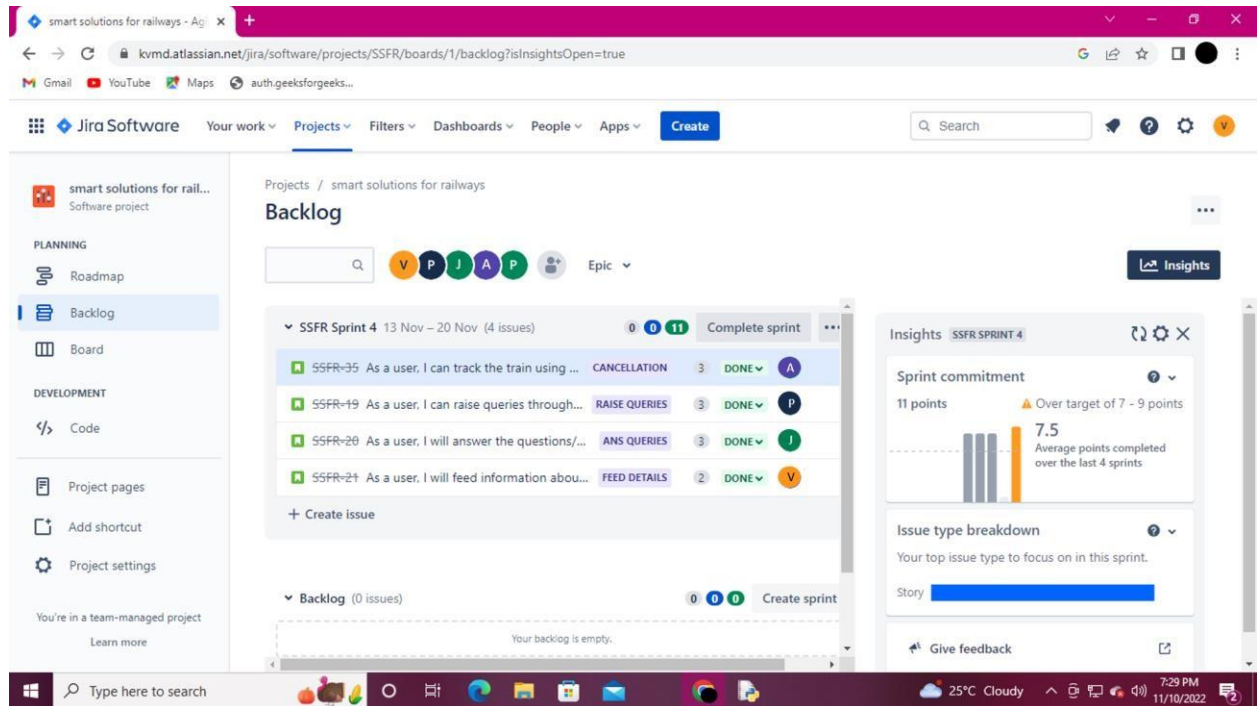 smart solutions for railways - Ag
kvmd.atlassian.net/jira/software/projects/SSFR/boards/1/backlog?isInsightsOpen=true
Gmail YouTube Maps auth.geeksforgeeks...
Jira Software Your work Projects Filters Dashboards People Apps Create Search V
smart solutions for rail...
Software project
PLANNING
Roadmap
Backlog
Board
DEVELOPMENT
Code
Project pages
Add shortcut
Project settings
You're in a team-managed project
Learn more
Projects / smart solutions for railways
Backlog
V P J A P Epic Insights
SSFR Sprint 4 13 Nov – 20 Nov (4 issues) 0 0 11 Complete sprint
SSFR-35 As a user, I can track the train using ... CANCELLATION 3 DONE A
SSFR-19 As a user, I can raise queries through... RAISE QUERIES 3 DONE P
SSFR-20 As a user, I will answer the questions/... ANS QUERIES 3 DONE J
SSFR-21 As a user, I will feed information abou... FEED DETAILS 2 DONE V
+ Create issue
Backlog (0 issues) 0 0 0 Create sprint
Your backlog is empty.
Insights SSFR SPRINT 4
Sprint commitment
11 points Over target of 7 - 9 points
7.5
Average points completed
over the last 4 sprints
Issue type breakdown
Your top issue type to focus on in this sprint.
Story
Give feedback
Type here to search 25°C Cloudy 7:29 PM
11/10/2022 2